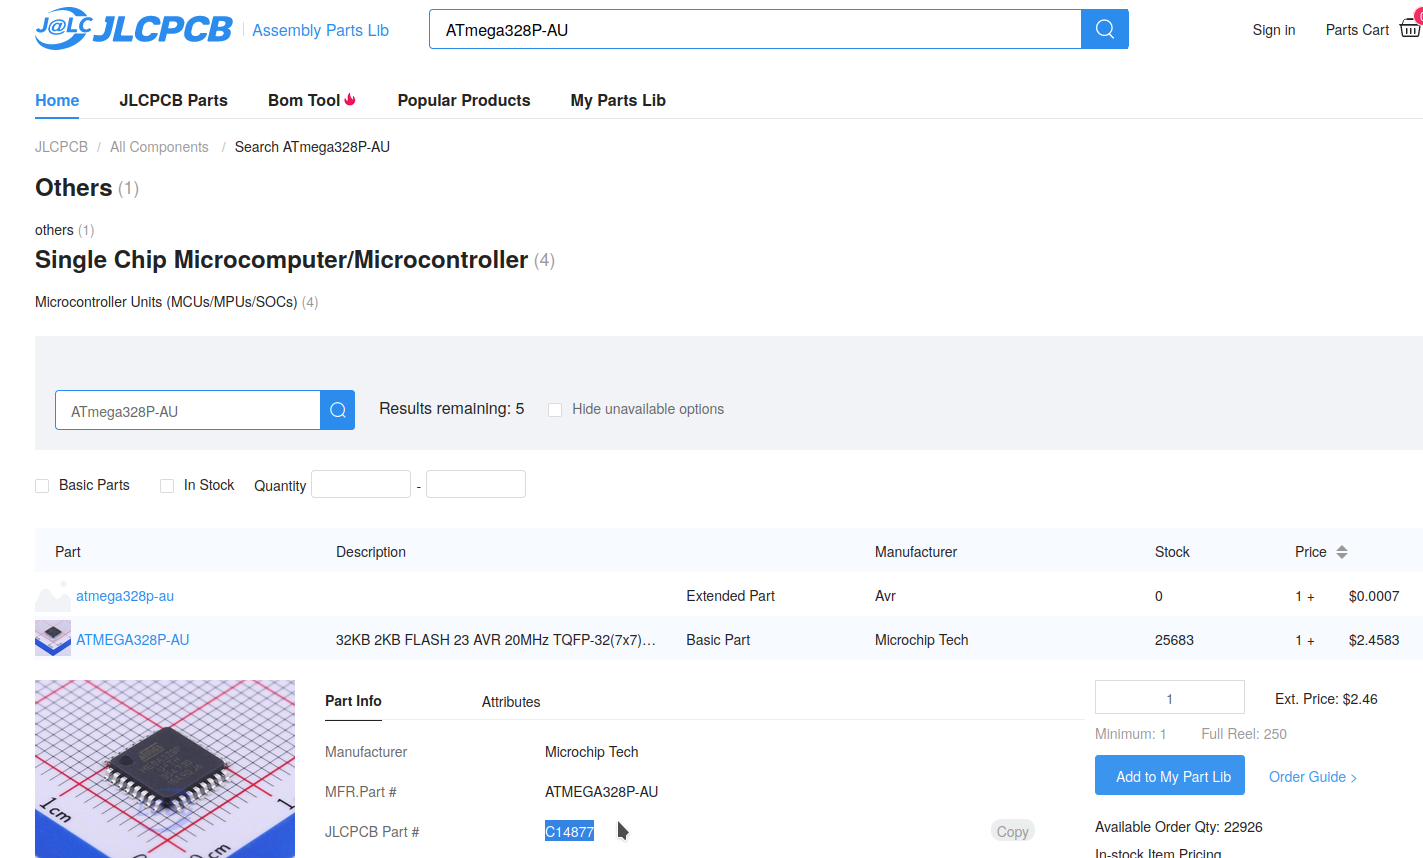 J@LC JLCPCB Assembly Parts Lib ATmega328P-AU Sign in Parts Cart
Home JLCPCB Parts Bom Tool Popular Products My Parts Lib
JLCPCB / All Components / Search ATmega328P-AU
Others (1)
others (1)
Single Chip Microcomputer/Microcontroller (4)
Microcontroller Units (MCUs/MPUs/SOCs) (4)
ATmega328P-AU Results remaining: 5 Hide unavailable options
Basic Parts In Stock Quantity -
Part Description Manufacturer Stock Price
atmega328p-au Extended Part Avr 0 1 + $0.0007
ATMEGA328P-AU 32KB 2KB FLASH 23 AVR 20MHz TQFP-32(7x7)... Basic Part Microchip Tech 25683 1 + $2.4583
Part Info Attributes 1 Ext. Price: $2.46
Minimum: 1 Full Reel: 250
Manufacturer Microchip Tech
Add to My Part Lib Order Guide >
MFR.Part # ATMEGA328P-AU
JLCPCB Part # C14877 Copy
Available Order Qty: 22926
In-stock Item Pricing
1cm
cm